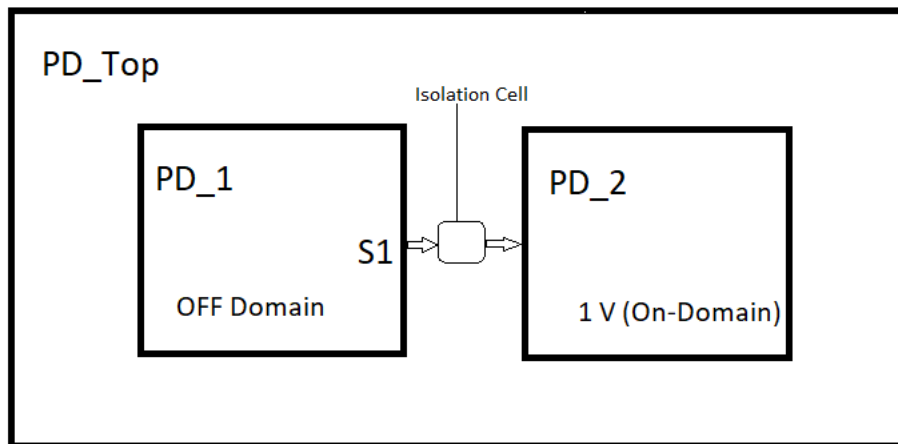 PD_Top
Isolation Cell
PD_1
PD_2
S1
OFF Domain
1 V (On-Domain)